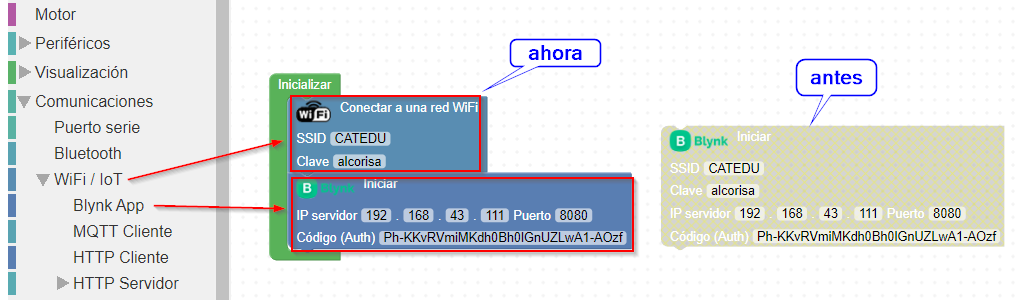 Motor
Periféricos
Visualización
Comunicaciones
Puerto serie
Bluetooth
WiFi / IoT
Blynk App
MQTT Cliente
HTTP Cliente
HTTP Servidor
ahora
Inicializar
WiFi Conectar a una red WiFi
SSID CATEDU
Clave alcorisa
B Blynk Iniciar
IP servidor 192 . 168 . 43 . 111 Puerto 8080
Código (Auth) Ph-KKvRVmiMKdh0Bh0IGnUZLwA1-AOzf
antes
B Blynk Iniciar
SSID CATEDU
Clave alcorisa
IP servidor 192 . 168 . 43 . 111 Puerto 8080
Código (Auth) Ph-KKvRVmiMKdh0Bh0IGnUZLwA1-AOzf